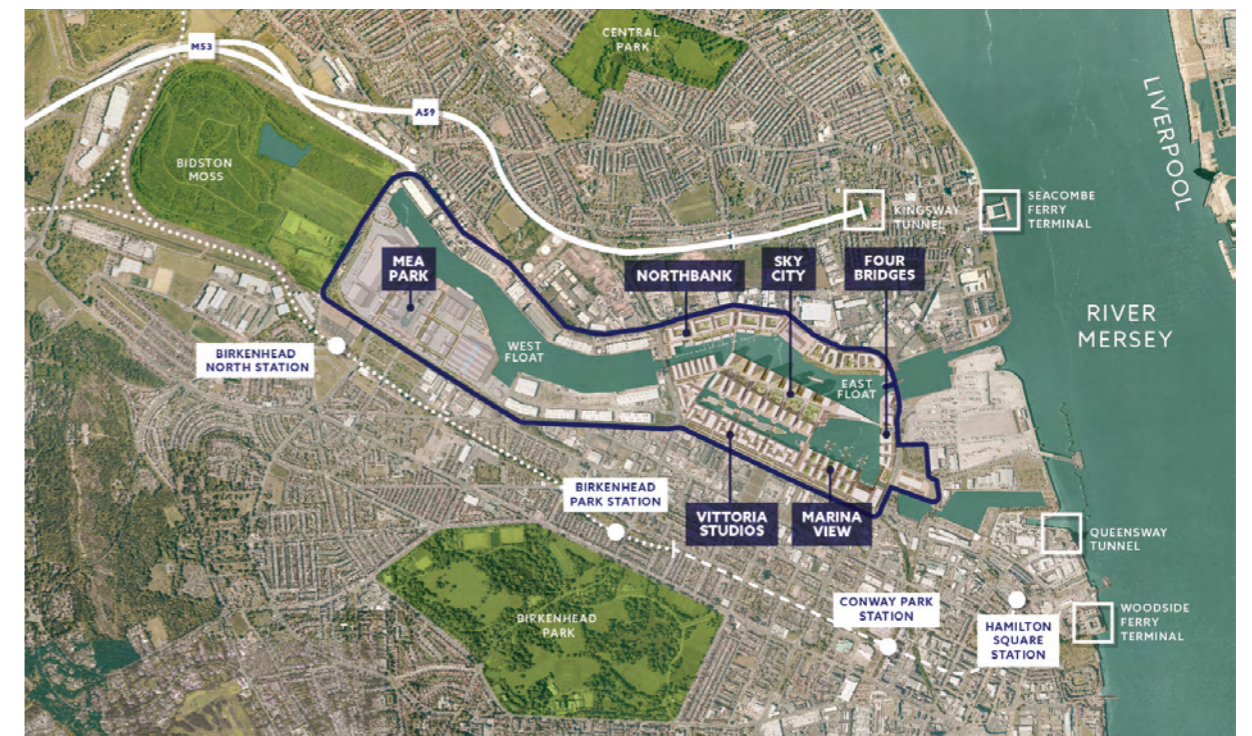 CENTRAL
PARK
M53
A59
LIVERPOOL
BIDSTON
MOSS
KINGSWAY
TUNNEL
SEACOMBE
FERRY
TERMINAL
MEA
PARK
NORTHBANK
SKY
CITY
FOUR
BRIDGES
RIVER
MERSEY
BIRKENHEAD
NORTH STATION
WEST
FLOAT
EAST
FLOAT
BIRKENHEAD
PARK STATION
VITTORIA
STUDIOS
MARINA
VIEW
QUEENSWAY
TUNNEL
CONWAY PARK
STATION
HAMILTON
SQUARE
STATION
WOODSIDE
FERRY
TERMINAL
BIRKENHEAD
PARK